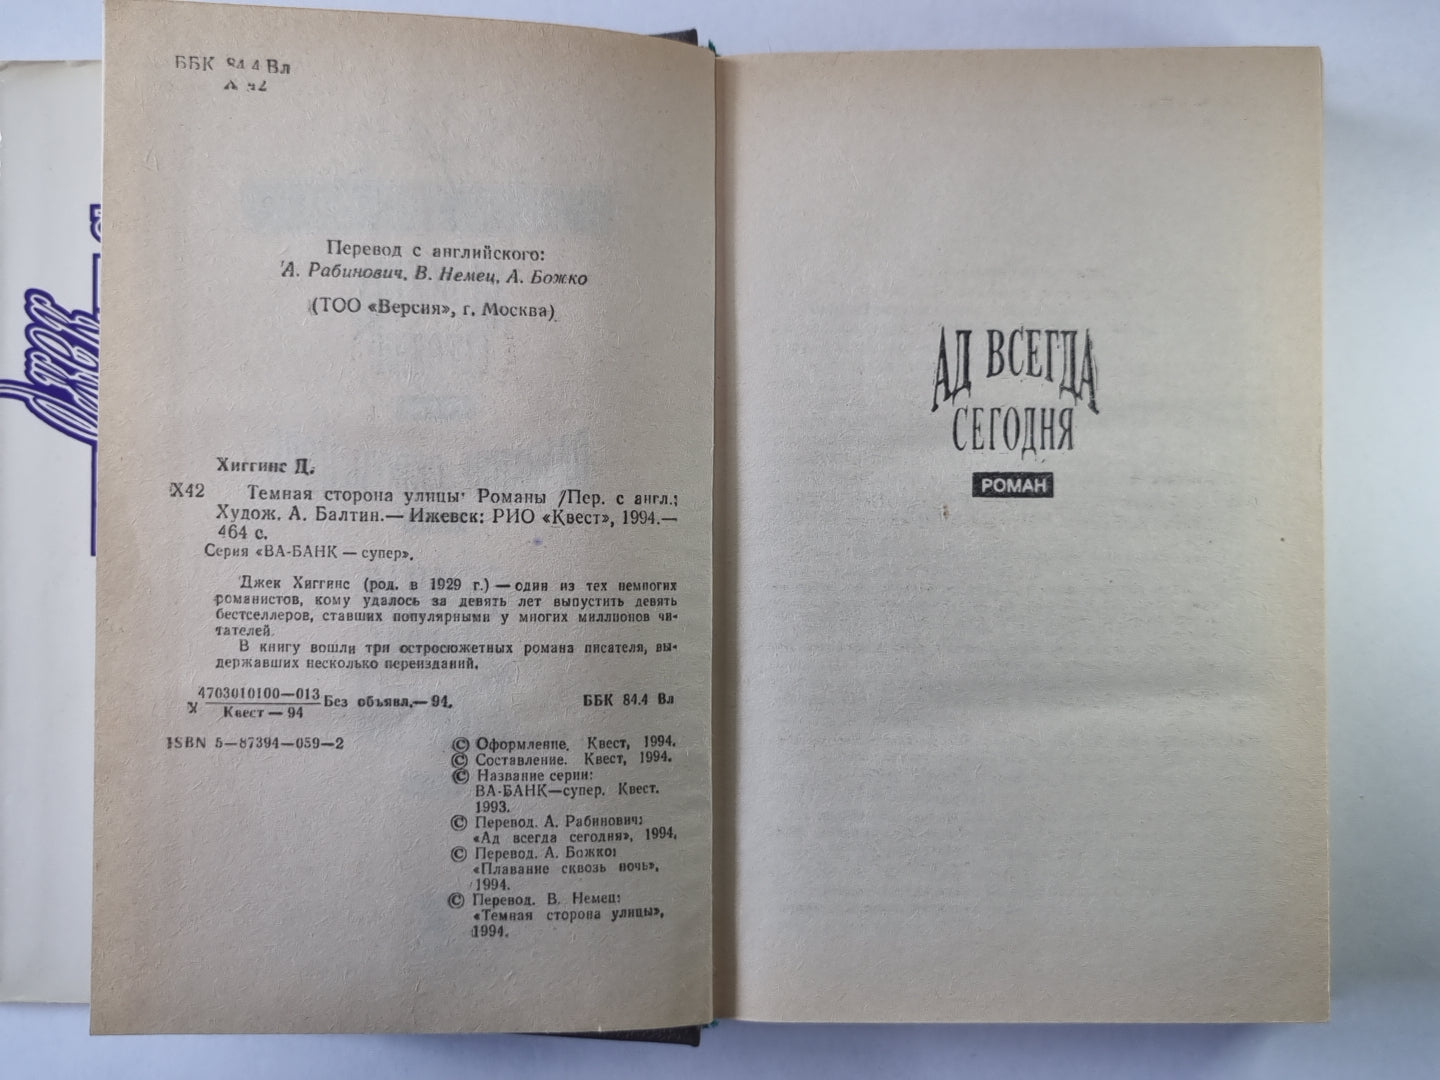 ББК 84.4 Вл
Х 42
Перевод с английского:
А. Рабинович, В. Немец, А. Божко
(ТОО «Версия», г. Москва)
Хиггинс Д.
Х42 Темная сторона улицы: Романы /Пер. с англ.;
Худож. А. Балтин.— Ижевск: РИО «Квест», 1994.—
464 с.
Серия «ВА-БАНК — супер».
Джек Хиггинс (род. в 1929 г.) — один из тех немногих
романистов, кому удалось за девять лет выпустить девять
бестселлеров, ставших популярными у многих миллионов чи-
тателей.
В книгу вошли три остросюжетных романа писателя, вы-
державших несколько переизданий.
Х 4703010100—013 Без объявл.— 94. ББК 84.4 Вл
Квест — 94
ISBN 5—87394—059—2
© Оформление. Квест, 1994.
© Составление. Квест, 1994.
© Название серии:
ВА-БАНК—супер. Квест.
1993.
© Перевод. А. Рабинович:
«Ад всегда сегодня», 1994.
© Перевод. А. Божко:
«Плавание сквозь ночь»,
1994.
© Перевод. В. Немец:
«Темная сторона улицы»,
1994.
АД ВСЕГДА
СЕГОДНЯ
РОМАН